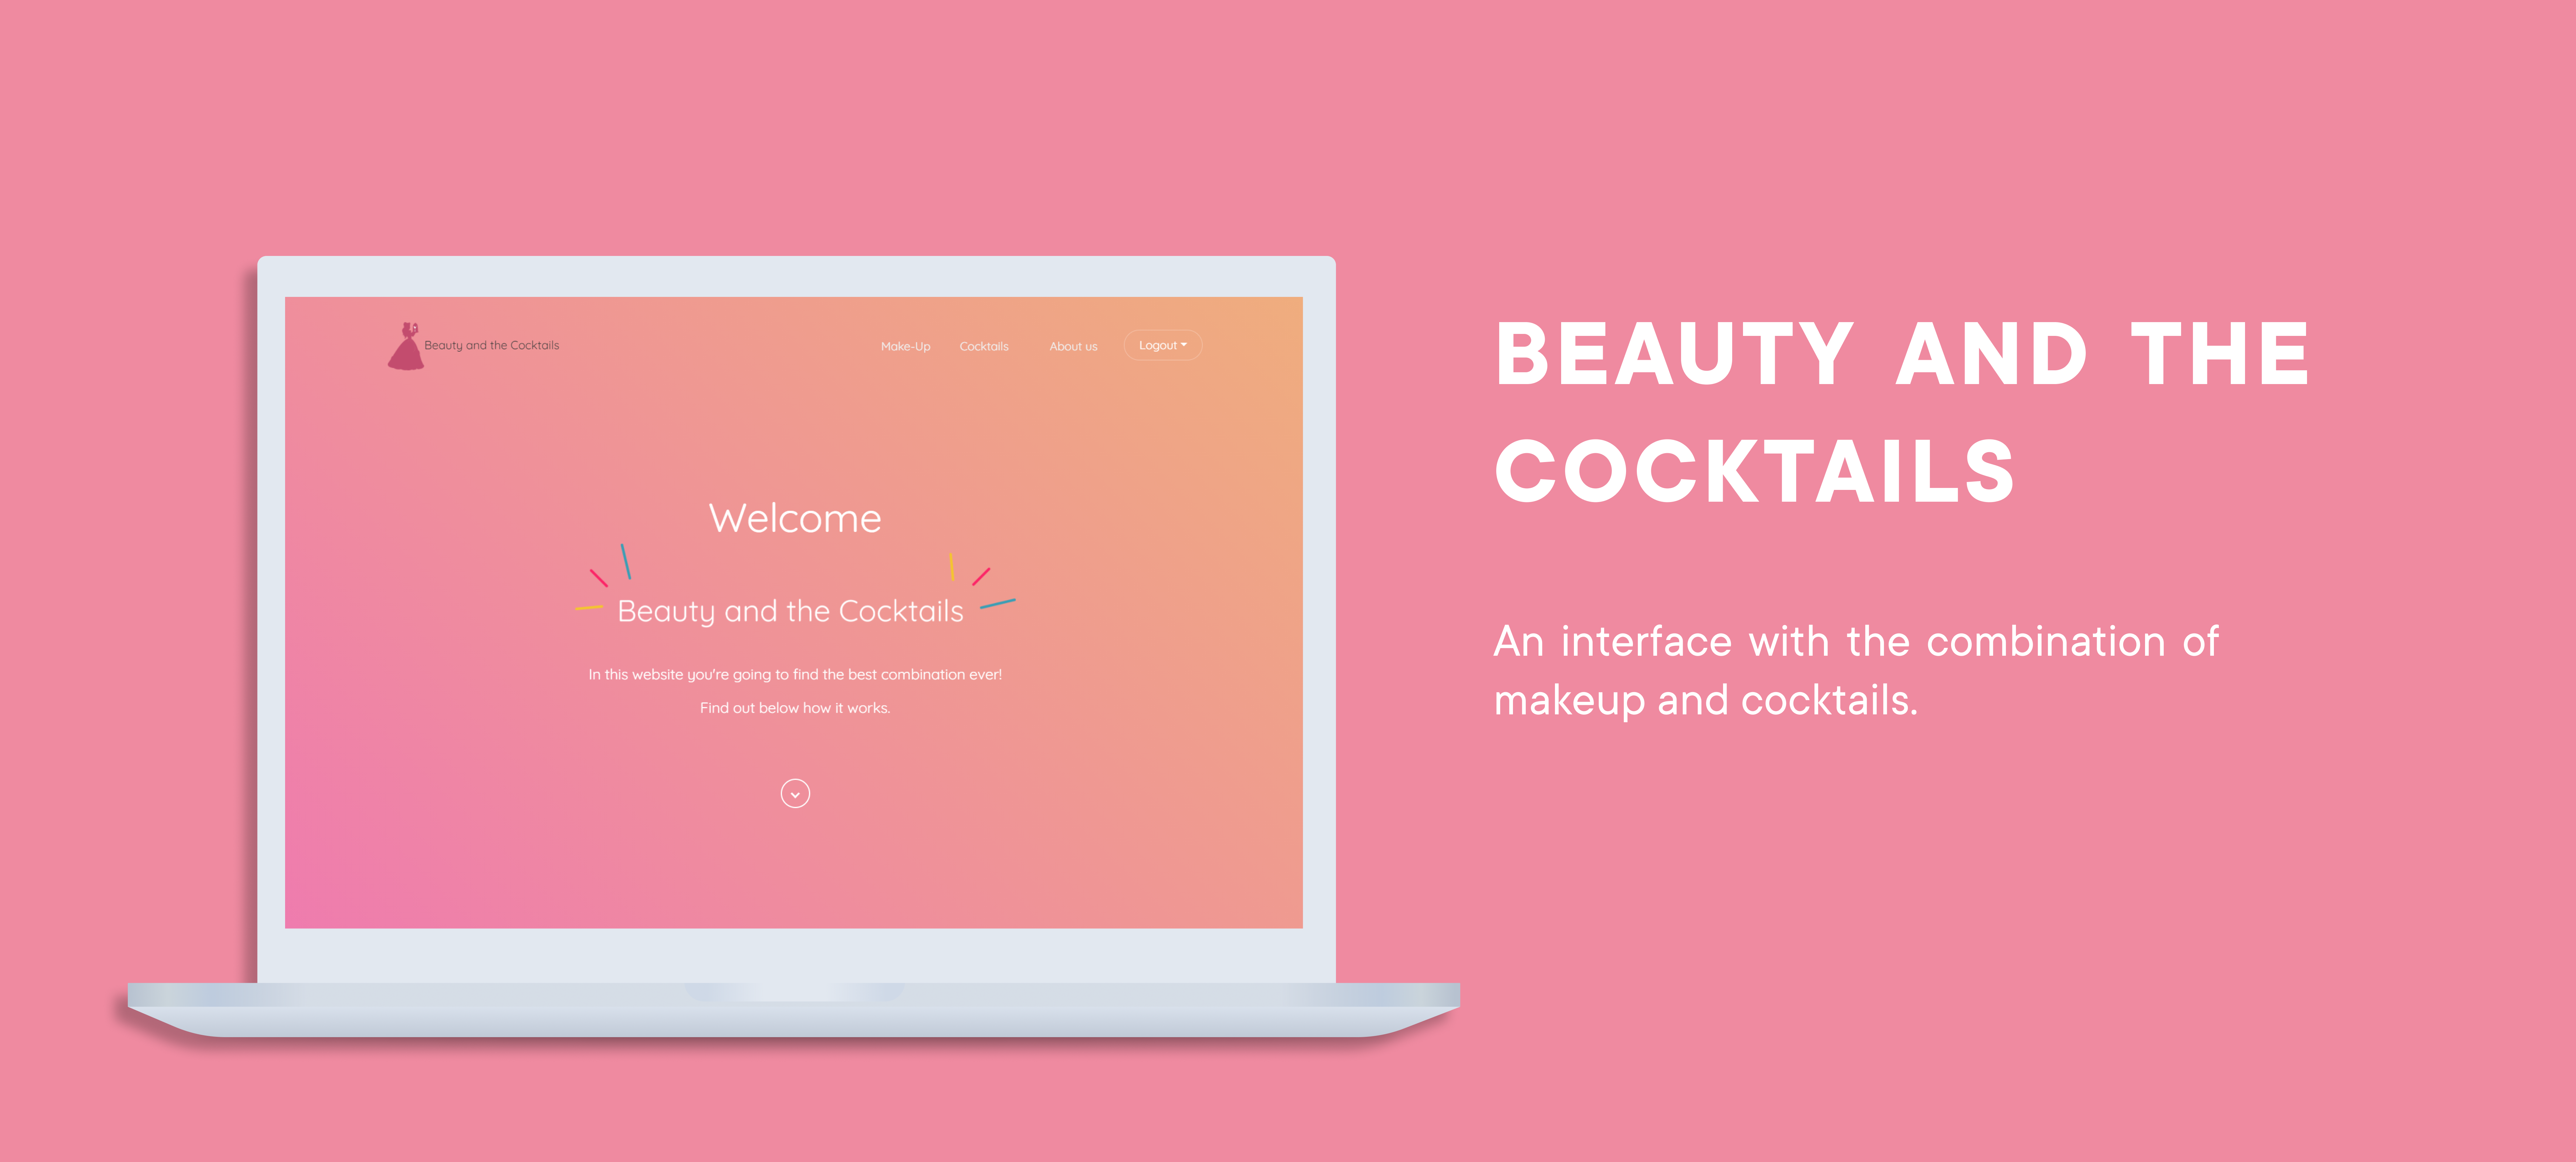 Beauty and the Cocktails
Make-Up Cocktails About us Logout
Welcome
Beauty and the Cocktails
In this website you're going to find the best combination ever!
Find out below how it works.
BEAUTY AND THE
COCKTAILS
An interface with the combination of
makeup and cocktails.